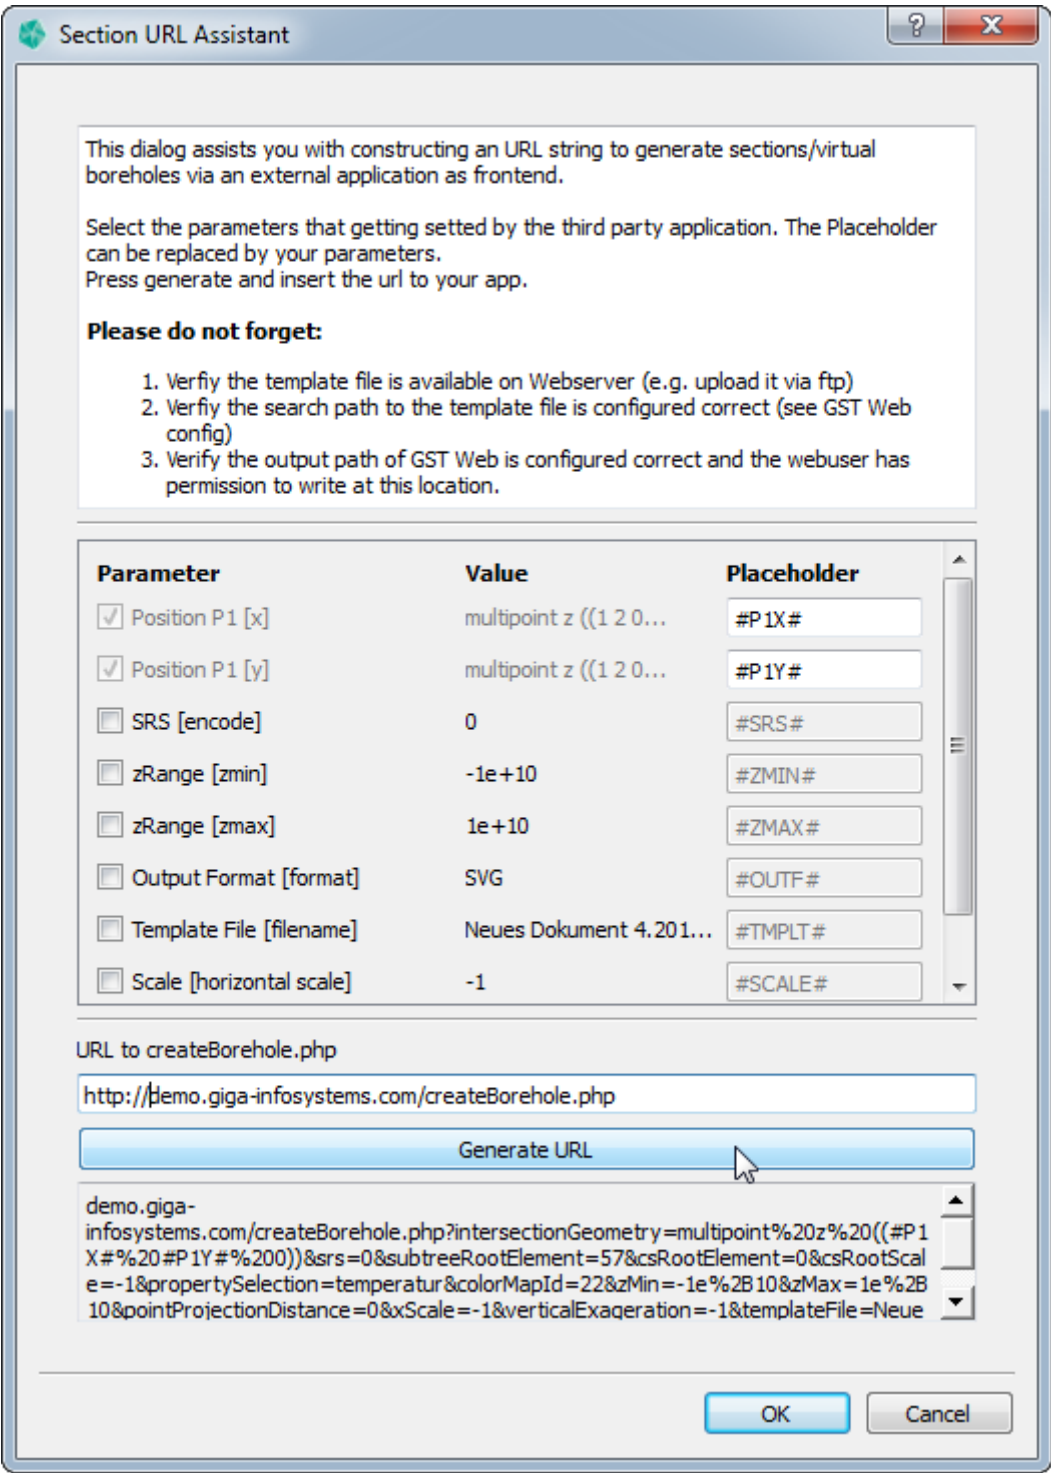 Section URL Assistant
This dialog assists you with constructing an URL string to generate sections/virtual
boreholes via an external application as frontend.
Select the parameters that getting setted by the third party application. The Placeholder
can be replaced by your parameters.
Press generate and insert the url to your app.
Please do not forget:
1. Verfiy the template file is available on Webserver (e.g. upload it via ftp)
2. Verfiy the search path to the template file is configured correct (see GST Web
config)
3. Verify the output path of GST Web is configured correct and the webuser has
permission to write at this location.
Parameter Value Placeholder
Position P1 [x] multipoint z ((1 2 0... #P1X#
Position P1 [y] multipoint z ((1 2 0... #P1Y#
SRS [encode] 0 #SRS#
zRange [zmin] -1e+10 #ZMIN#
zRange [zmax] 1e+10 #ZMAX#
Output Format [format] SVG #OUTF#
Template File [filename] Neues Dokument 4.201... #TMPLT#
Scale [horizontal scale] -1 #SCALE#
URL to createBorehole.php
http://demo.giga-infosystems.com/createBorehole.php
Generate URL
demo.giga-
infosystems.com/createBorehole.php?intersectionGeometry=multipoint%20z%20((#P1
X#%20#P1Y#%200))&srs=0&subtreeRootElement=57&csRootElement=0&csRootScal
e=-1&propertySelection=temperatur&colorMapId=22&zMin=-1e%2B10&zMax=1e%2B
10&pointProjectionDistance=0&xScale=-1&verticalExageration=-1&templateFile=Neue
OK Cancel